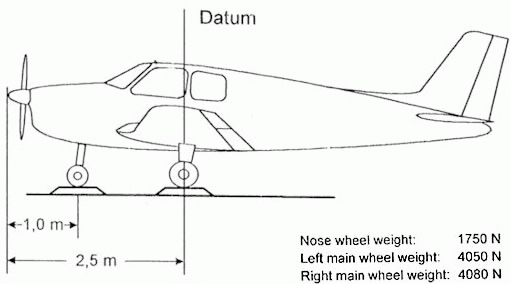 Datum
1,0 m
2,5 m
Nose wheel weight: 1750 N
Left main wheel weight: 4050 N
Right main wheel weight: 4080 N